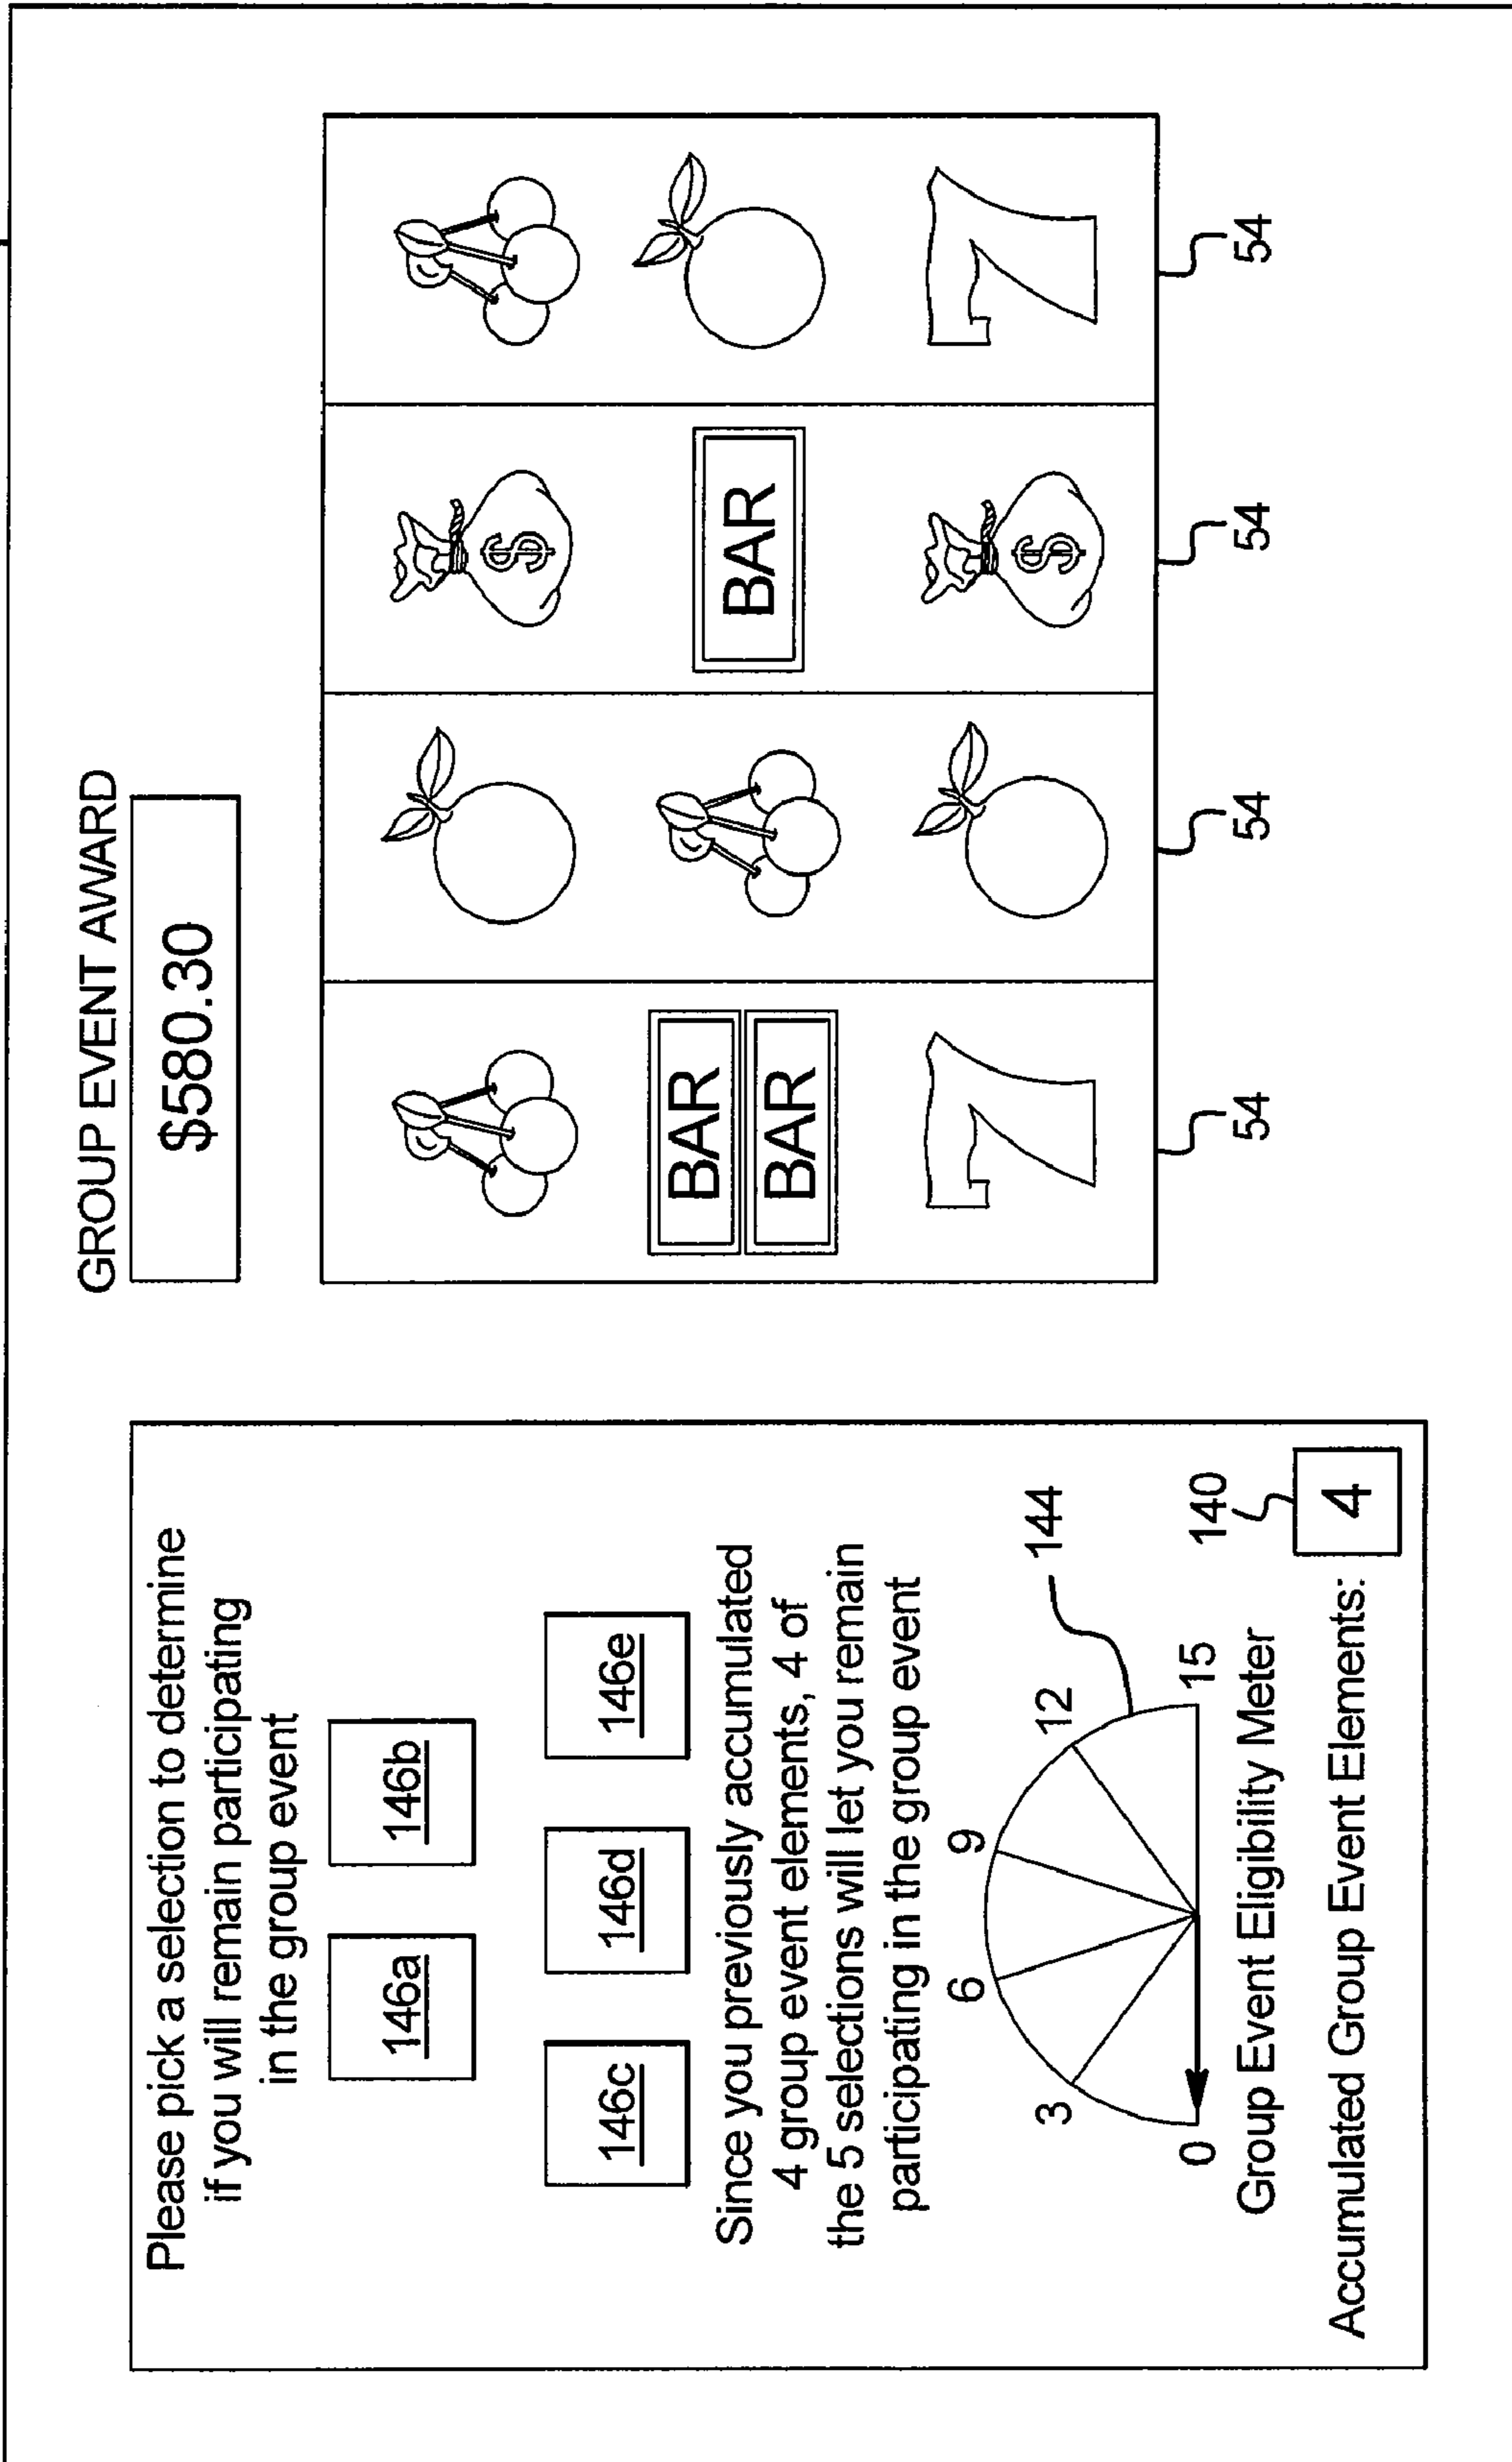 Please pick a selection to determine
if you will remain participating
in the group event
146a
146b
146c
146d
146e
Since you previously accumulated
4 group event elements, 4 of
the 5 selections will let you remain
participating in the group event
144
0
3
6
9
12
15
Group Event Eligibility Meter
140
Accumulated Group Event Elements: 4
GROUP EVENT AWARD
$580.30
$
BAR
BAR
BAR
7
$
7
54
54
54
54